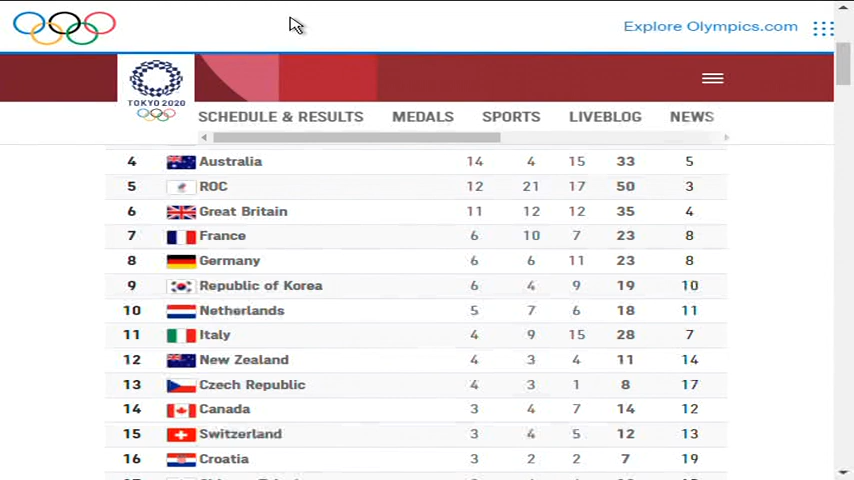 Explore Olympics.com
TOKYO 2020
SCHEDULE & RESULTS MEDALS SPORTS LIVEBLOG NEWS
4 Australia 14 4 15 33 5
5 ROC 12 21 17 50 3
6 Great Britain 11 12 12 35 4
7 France 6 10 7 23 8
8 Germany 6 6 11 23 8
9 Republic of Korea 6 4 9 19 10
10 Netherlands 5 7 6 18 11
11 Italy 4 9 15 28 7
12 New Zealand 4 3 4 11 14
13 Czech Republic 4 3 1 8 17
14 Canada 3 4 7 14 12
15 Switzerland 3 4 5 12 13
16 Croatia 3 2 2 7 19